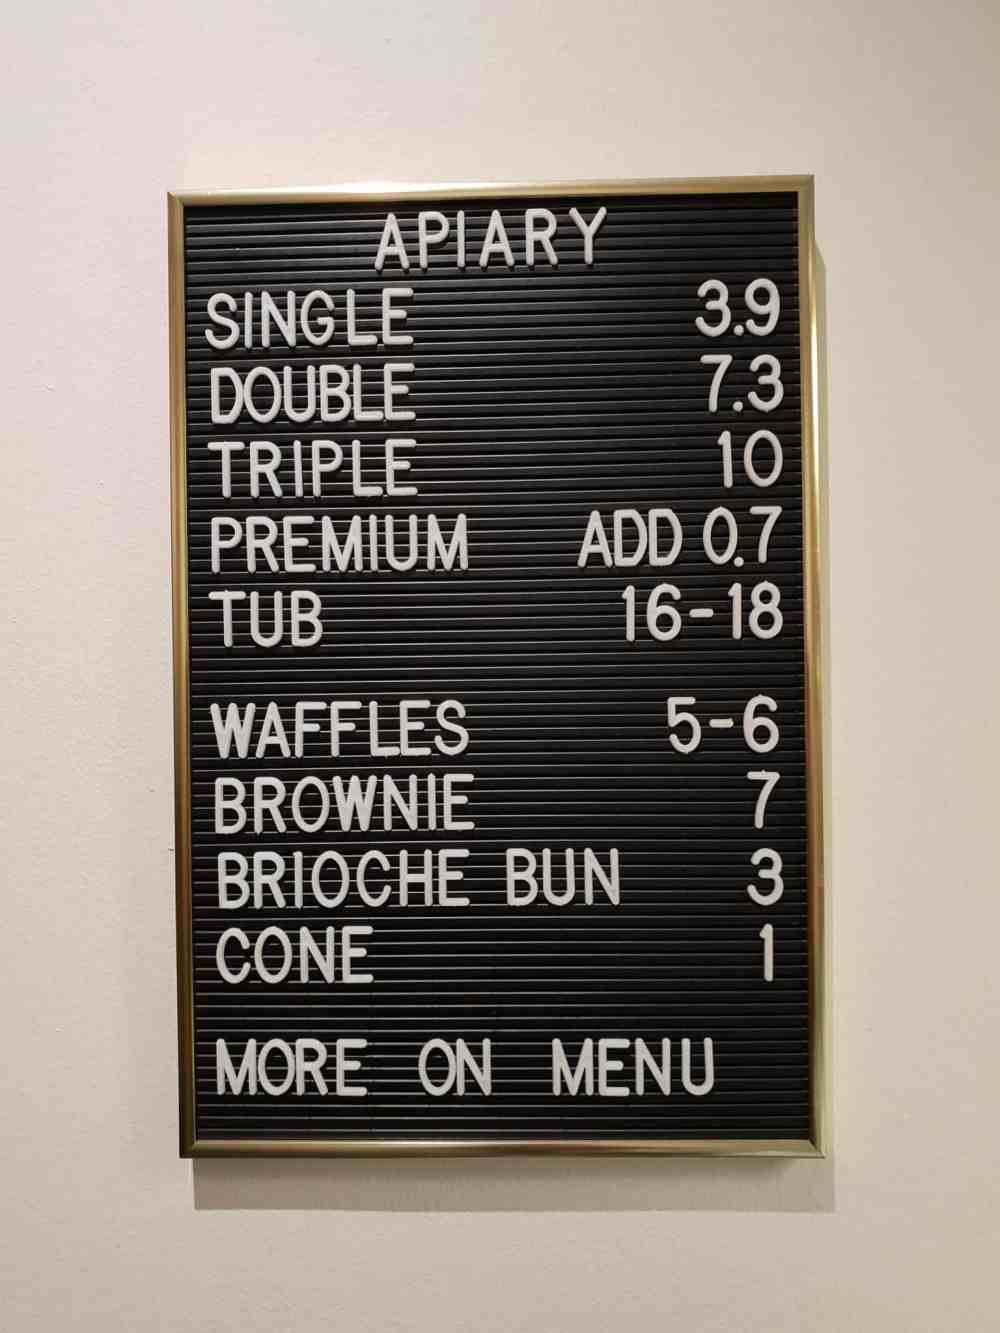 APIARY
SINGLE 3.9
DOUBLE 7.3
TRIPLE 10
PREMIUM ADD 0.7
TUB 16-18
WAFFLES 5-6
BROWNIE 7
BRIOCHE BUN 3
CONE 1
MORE ON MENU